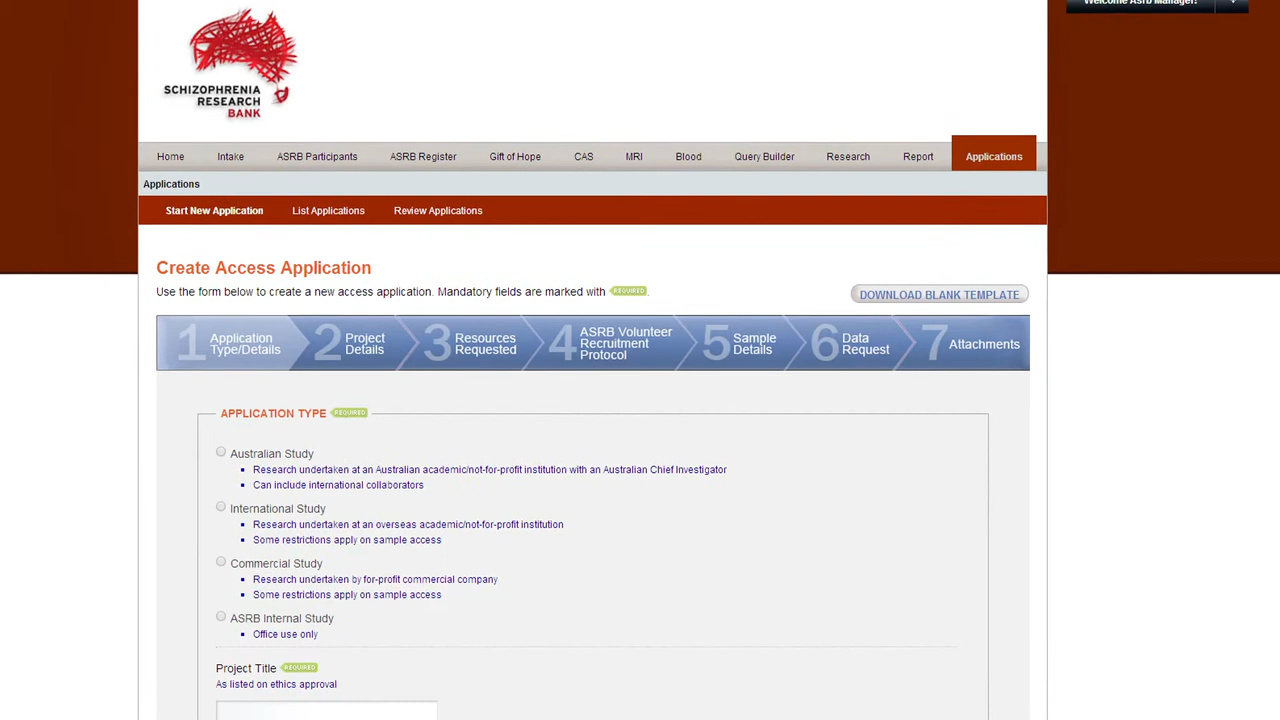 Welcome Asrb Manager!
SCHIZOPHRENIA
RESEARCH
BANK
Home Intake ASRB Participants ASRB Register Gift of Hope CAS MRI Blood Query Builder Research Report Applications
Applications
Start New Application List Applications Review Applications
Create Access Application
Use the form below to create a new access application. Mandatory fields are marked with REQUIRED.
DOWNLOAD BLANK TEMPLATE
1 Application Type/Details
2 Project Details
3 Resources Requested
4 ASRB Volunteer Recruitment Protocol
5 Sample Details
6 Data Request
7 Attachments
APPLICATION TYPE REQUIRED
Australian Study
Research undertaken at an Australian academic/not-for-profit institution with an Australian Chief Investigator
Can include international collaborators
International Study
Research undertaken at an overseas academic/not-for-profit institution
Some restrictions apply on sample access
Commercial Study
Research undertaken by for-profit commercial company
Some restrictions apply on sample access
ASRB Internal Study
Office use only
Project Title REQUIRED
As listed on ethics approval